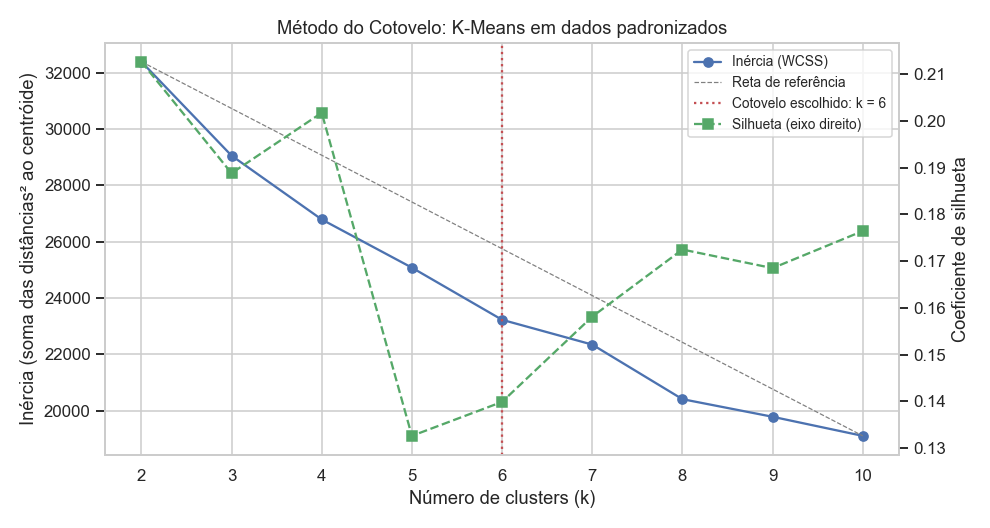 Método do Cotovelo: K-Means em dados padronizados
Inércia (WCSS)
Reta de referência
Cotovelo escolhido: k = 6
Silhueta (eixo direito)
Inércia (soma das distâncias² ao centroide)
32000
30000
28000
26000
24000
22000
20000
0.21
0.20
0.19
0.18
0.17
0.16
0.15
0.14
0.13
Coeficiente de silhueta
2 3 4 5 6 7 8 9 10
Número de clusters (k)